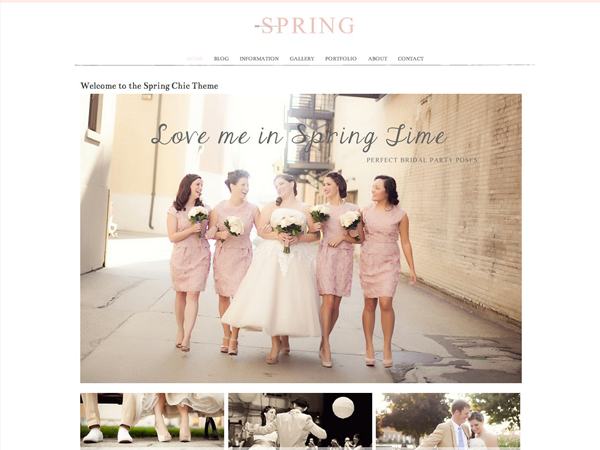 SPRING
HOME BLOG INFORMATION GALLERY PORTFOLIO ABOUT CONTACT
Welcome to the Spring Chic Theme
Love me in Spring Time
PERFECT BRIDAL PARTY POSES